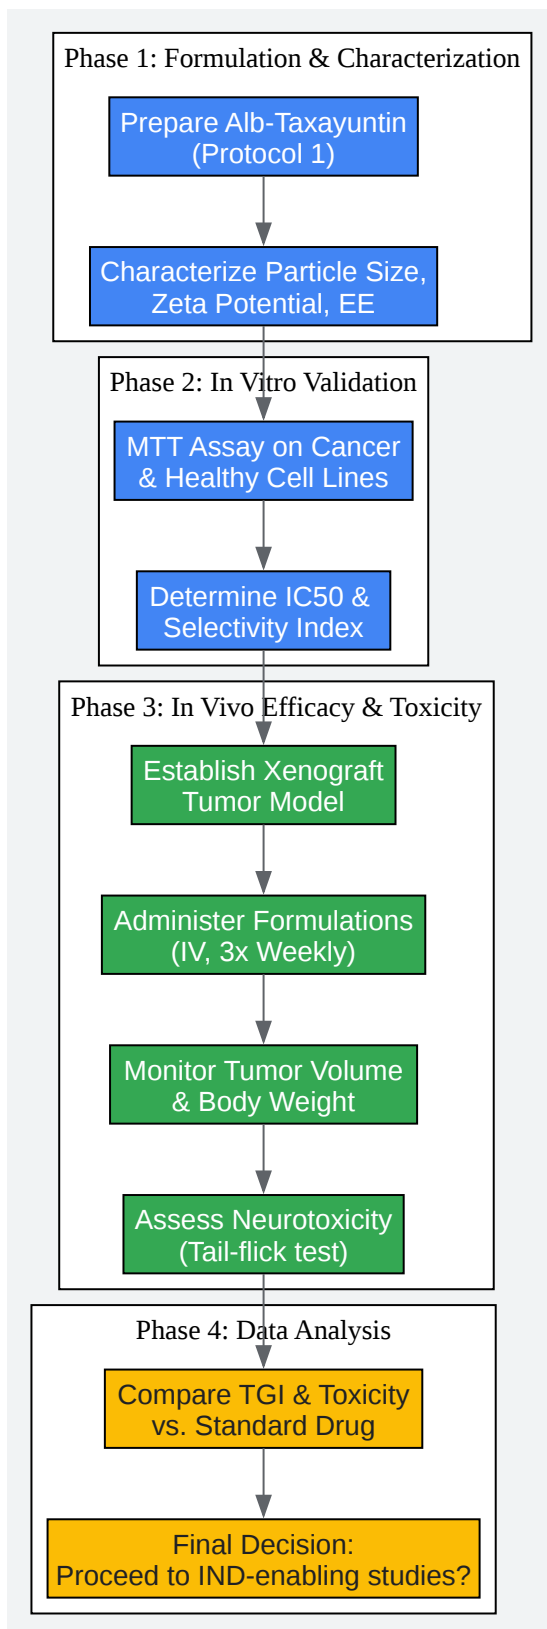 Phase 1: Formulation & Characterization
Prepare Alb-Taxayuntin
(Protocol 1)
Characterize Particle Size,
Zeta Potential, EE
Phase 2: In Vitro Validation
MTT Assay on Cancer
& Healthy Cell Lines
Determine IC50 &
Selectivity Index
Phase 3: In Vivo Efficacy & Toxicity
Establish Xenograft
Tumor Model
Administer Formulations
(IV, 3x Weekly)
Monitor Tumor Volume
& Body Weight
Assess Neurotoxicity
(Tail-flick test)
Phase 4: Data Analysis
Compare TGI & Toxicity
vs. Standard Drug
Final Decision:
Proceed to IND-enabling studies?